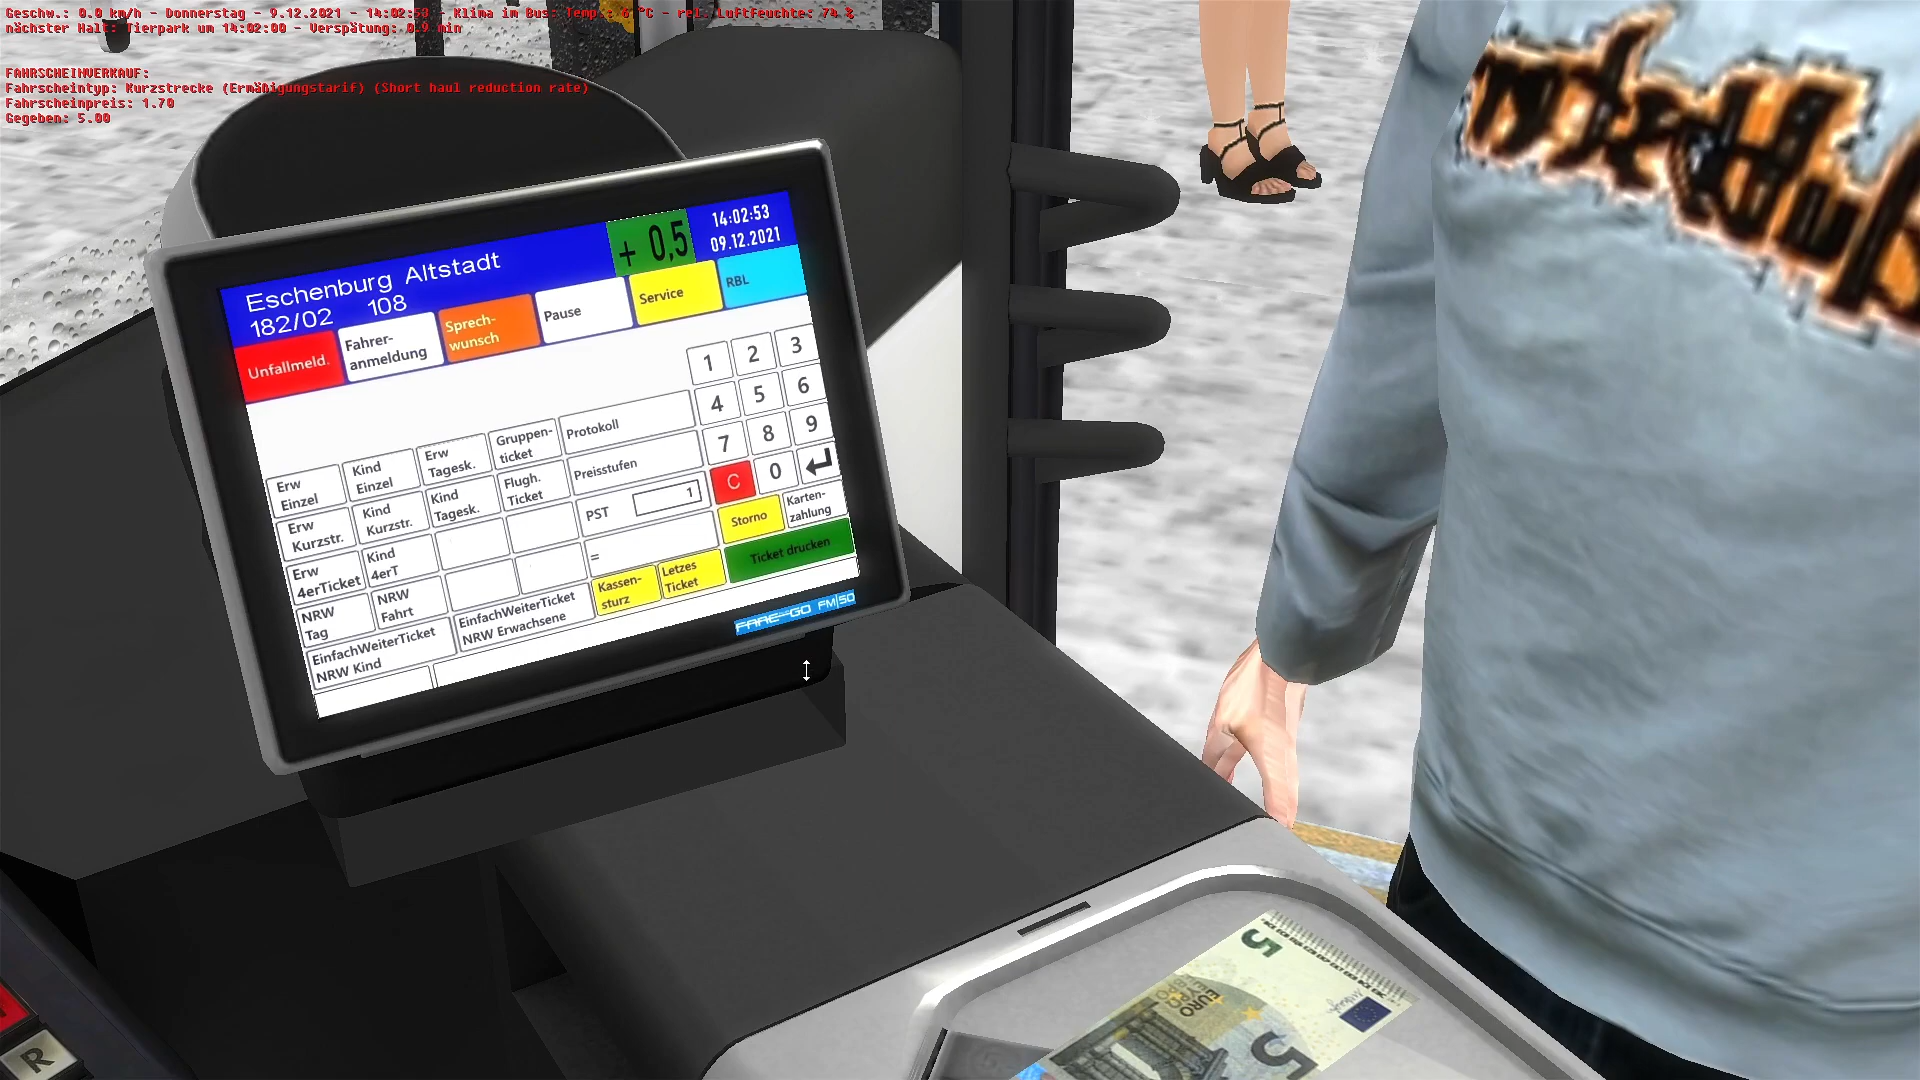 Geschw.: 0.0 km/h - Donnerstag - 9.12.2021 - 14:02:53 - Klima im Bus: Temp.: 6 °C - rel. Luftfeuchte: 74 %
nächster Halt: Tierpark um 14:02:00 - Verspätung: 0.9 min
FAHRSCHEINVERKAUF:
Fahrscheintyp: Kurzstrecke (Ermäßigungstarif) (Short haul reduction rate)
Fahrscheinpreis: 1.70
Gegeben: 5.00
Eschenburg Altstadt
182/02 108
+ 0,5
14:02:53
09.12.2021
Unfallmeld.
Fahrer-
anmeldung
Sprech-
wunsch
Pause
Service
RBL
1 2 3
4 5 6
7 8 9
C 0
Erw
Einzel
Kind
Einzel
Erw
Tagesk.
Gruppen-
ticket
Protokoll
Erw
Kurzstr.
Kind
Kurzstr.
Kind
Tagesk.
Flugh.
Ticket
Preisstufen
Erw
4erTicket
Kind
4erT
PST 1
Storno
Karten-
zahlung
NRW
Tag
NRW
Fahrt
=
Ticket drucken
EinfachWeiterTicket
NRW Kind
EinfachWeiterTicket
NRW Erwachsene
Kassen-
sturz
Letzes
Ticket
FARE-GO FM|50
R
5
EURO
5